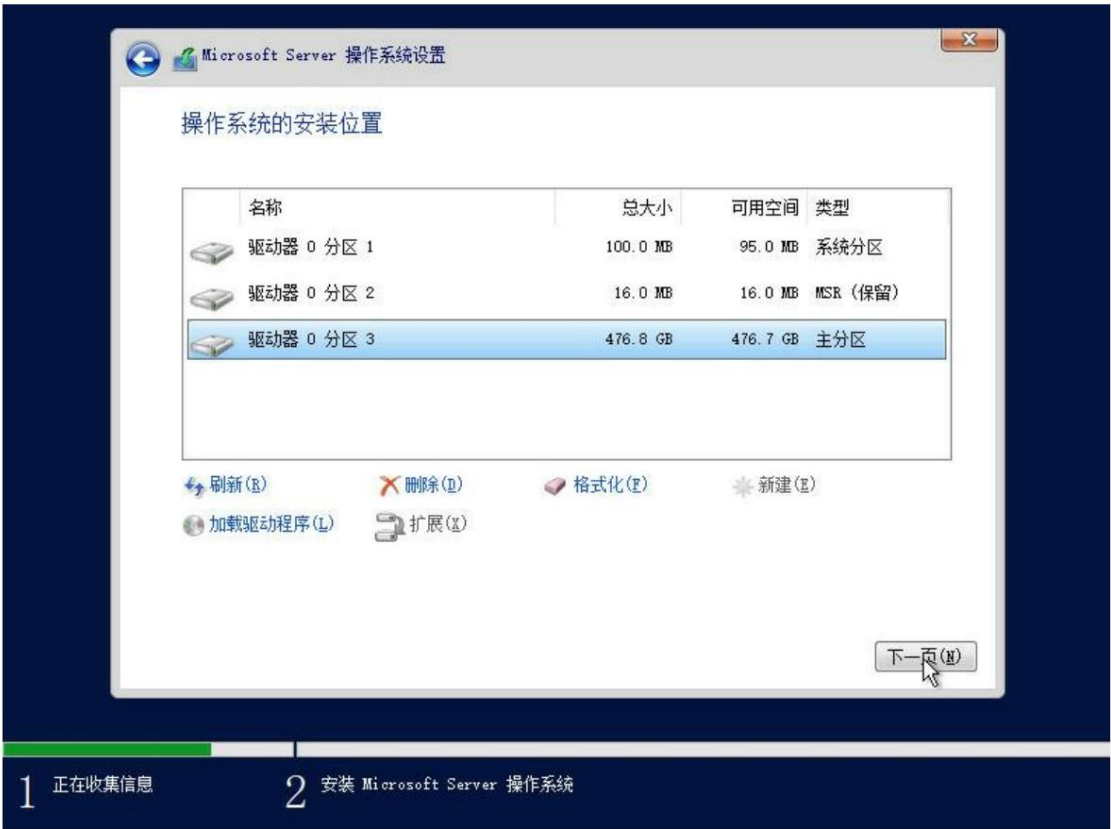 Microsoft Server 操作系统设置
操作系统的安装位置
名称 总大小 可用空间 类型
驱动器 0 分区 1 100.0 MB 95.0 MB 系统分区
驱动器 0 分区 2 16.0 MB 16.0 MB MSR (保留)
驱动器 0 分区 3 476.8 GB 476.7 GB 主分区
刷新(R) 删除(D) 格式化(F) 新建(E)
加载驱动程序(L) 扩展(X)
下一页(N)
1 正在收集信息 2 安装 Microsoft Server 操作系统